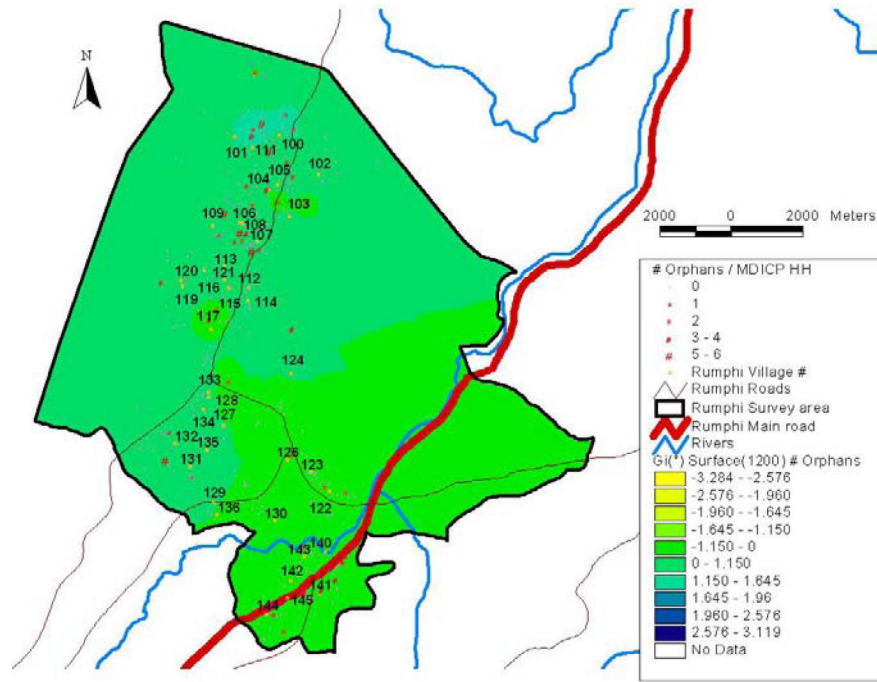 N
100
101
111
102
105
104
103
109
106
108
107
113
120
121
112
116
119
115
114
117
124
133
128
134
127
132
135
131
126
123
129
122
136
130
140
143
142
141
145
144
2000 0 2000 Meters
# Orphans / MDICP HH
0
1
2
3 - 4
5 - 6
Rumphi Village #
Rumphi Roads
Rumphi Survey area
Rumphi Main road
Rivers
Gi(*) Surface(1200) # Orphans
-3.284 - -2.576
-2.576 - -1.960
-1.960 - -1.645
-1.645 - -1.150
-1.150 - 0
0 - 1.150
1.150 - 1.645
1.645 - 1.96
1.960 - 2.576
2.576 - 3.119
No Data